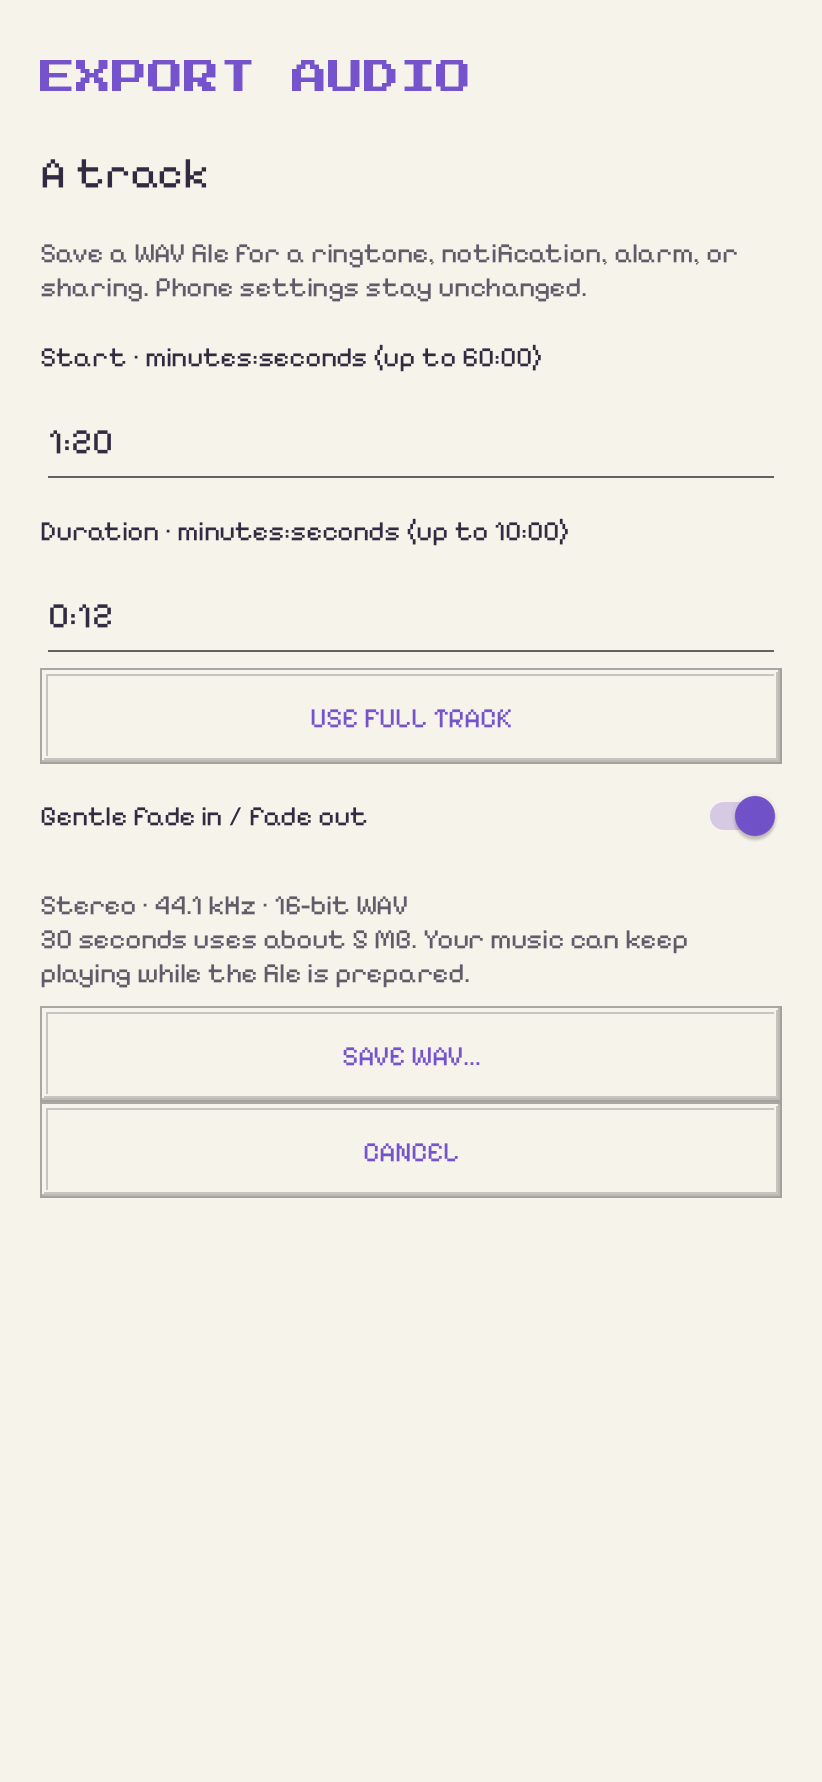 EXPORT AUDIO
A track
Save a WAV file for a ringtone, notification, alarm, or
sharing. Phone settings stay unchanged.
Start · minutes:seconds (up to 60:00)
1:20
Duration · minutes:seconds (up to 10:00)
0:12
USE FULL TRACK
Gentle fade in / fade out
Stereo · 44.1 kHz · 16-bit WAV
30 seconds uses about 5 MB. Your music can keep
playing while the file is prepared.
SAVE WAV...
CANCEL